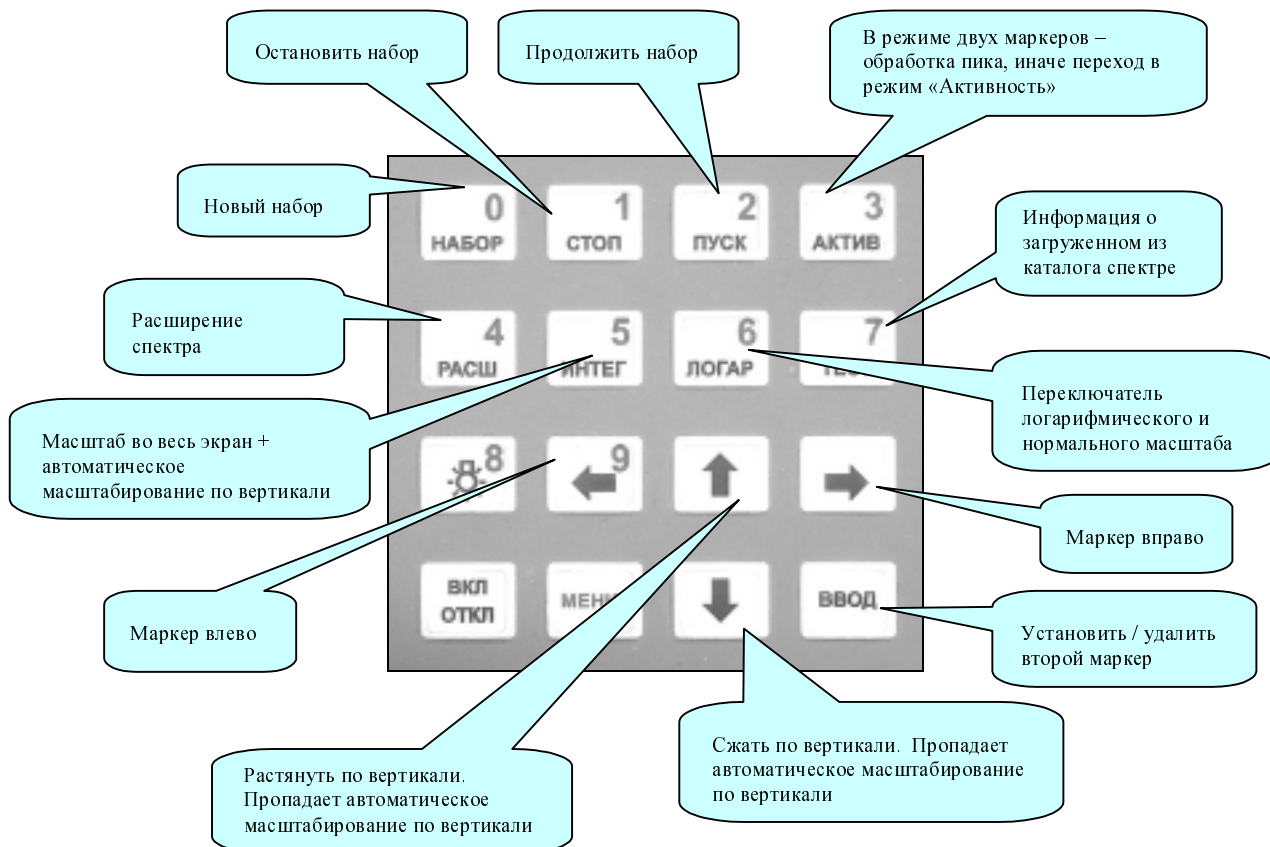 Остановить набор
Продолжить набор
В режиме двух маркеров –
обработка пика, иначе переход в
режим «Активность»
Новый набор
0
НАБОР
1
СТОП
2
ПУСК
3
АКТИВ
Информация о
загруженном из
каталога спектре
Расширение
спектра
4
РАСШ
5
ИНТЕГ
6
ЛОГАР
7
Переключатель
логарифмического и
нормального масштаба
Масштаб во весь экран +
автоматическое
масштабирование по вертикали
8
9
Маркер вправо
Маркер влево
ВКЛ
ОТКЛ
ВВОД
Установить / удалить
второй маркер
Растянуть по вертикали.
Пропадает автоматическое
масштабирование по вертикали
Сжать по вертикали. Пропадает
автоматическое масштабирование
по вертикали